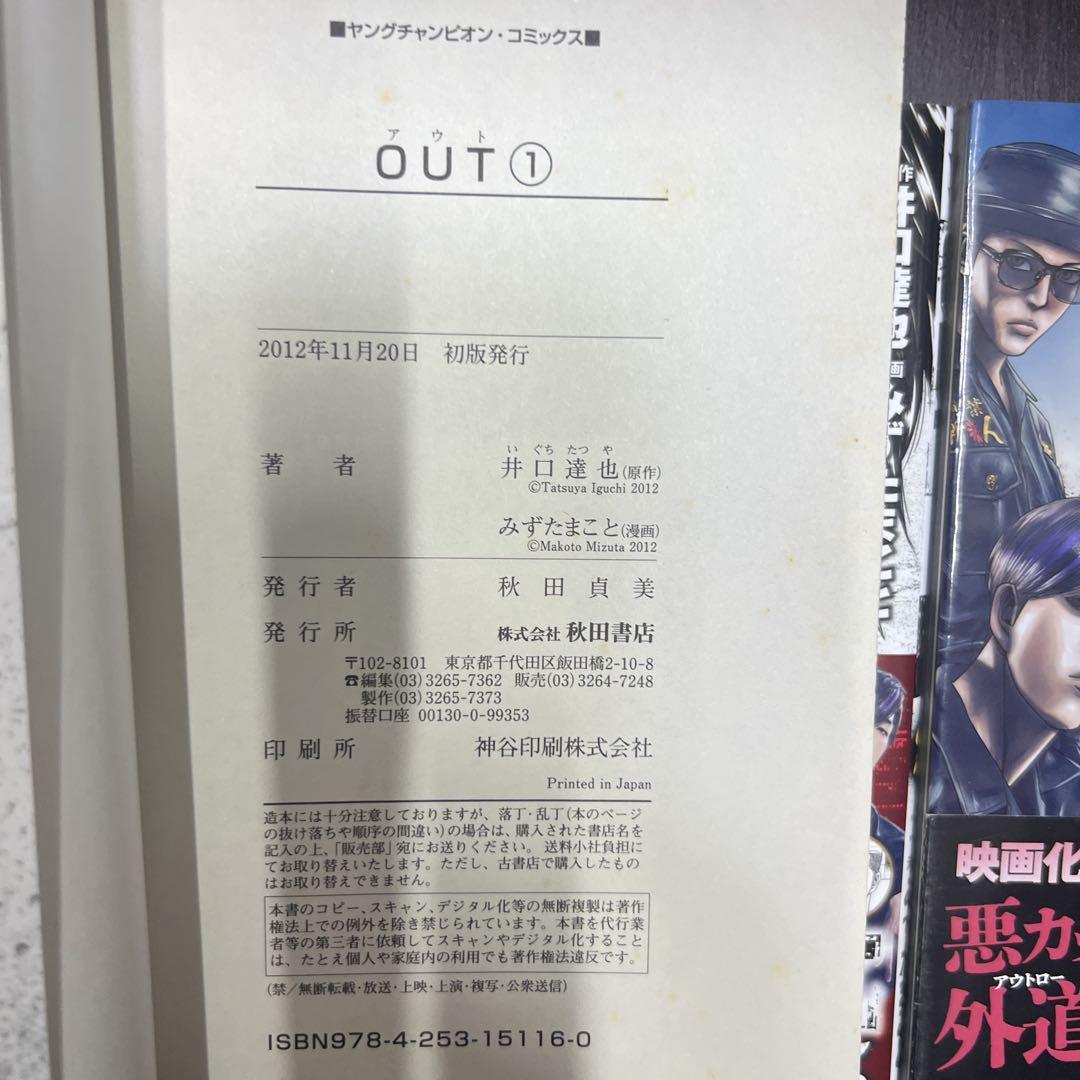 ■ヤングチャンピオン・コミックス■
アウト
OUT①
2012年11月20日 初版発行
著者
いぐちたつや
井口達也(原作)
©Tatsuya Iguchi 2012
みずたまこと(漫画)
©Makoto Mizuta 2012
発行者 秋田貞美
発行所 株式会社 秋田書店
〒102-8101 東京都千代田区飯田橋2-10-8
☎編集(03)3265-7362 販売(03)3264-7248
製作(03)3265-7373
振替口座 00130-0-99353
印刷所 神谷印刷株式会社
Printed in Japan
造本には十分注意しておりますが、落丁・乱丁(本のページ
の抜け落ちや順序の間違い)の場合は、購入された書店名を
記入の上、「販売部」宛にお送りください。送料小社負担に
てお取り替えいたします。ただし、古書店で購入したもの
はお取り替えできません。
本書のコピー、スキャン、デジタル化等の無断複製は著作
権法上での例外を除き禁じられています。本書を代行業
者等の第三者に依頼してスキャンやデジタル化すること
は、たとえ個人や家庭内の利用でも著作権法違反です。
(禁/無断転載・放送・上映・上演・複写・公衆送信)
ISBN978-4-253-15116-0
作 井口達也 画 みずたまこと
映画化
悪カ
アウトロー
外道